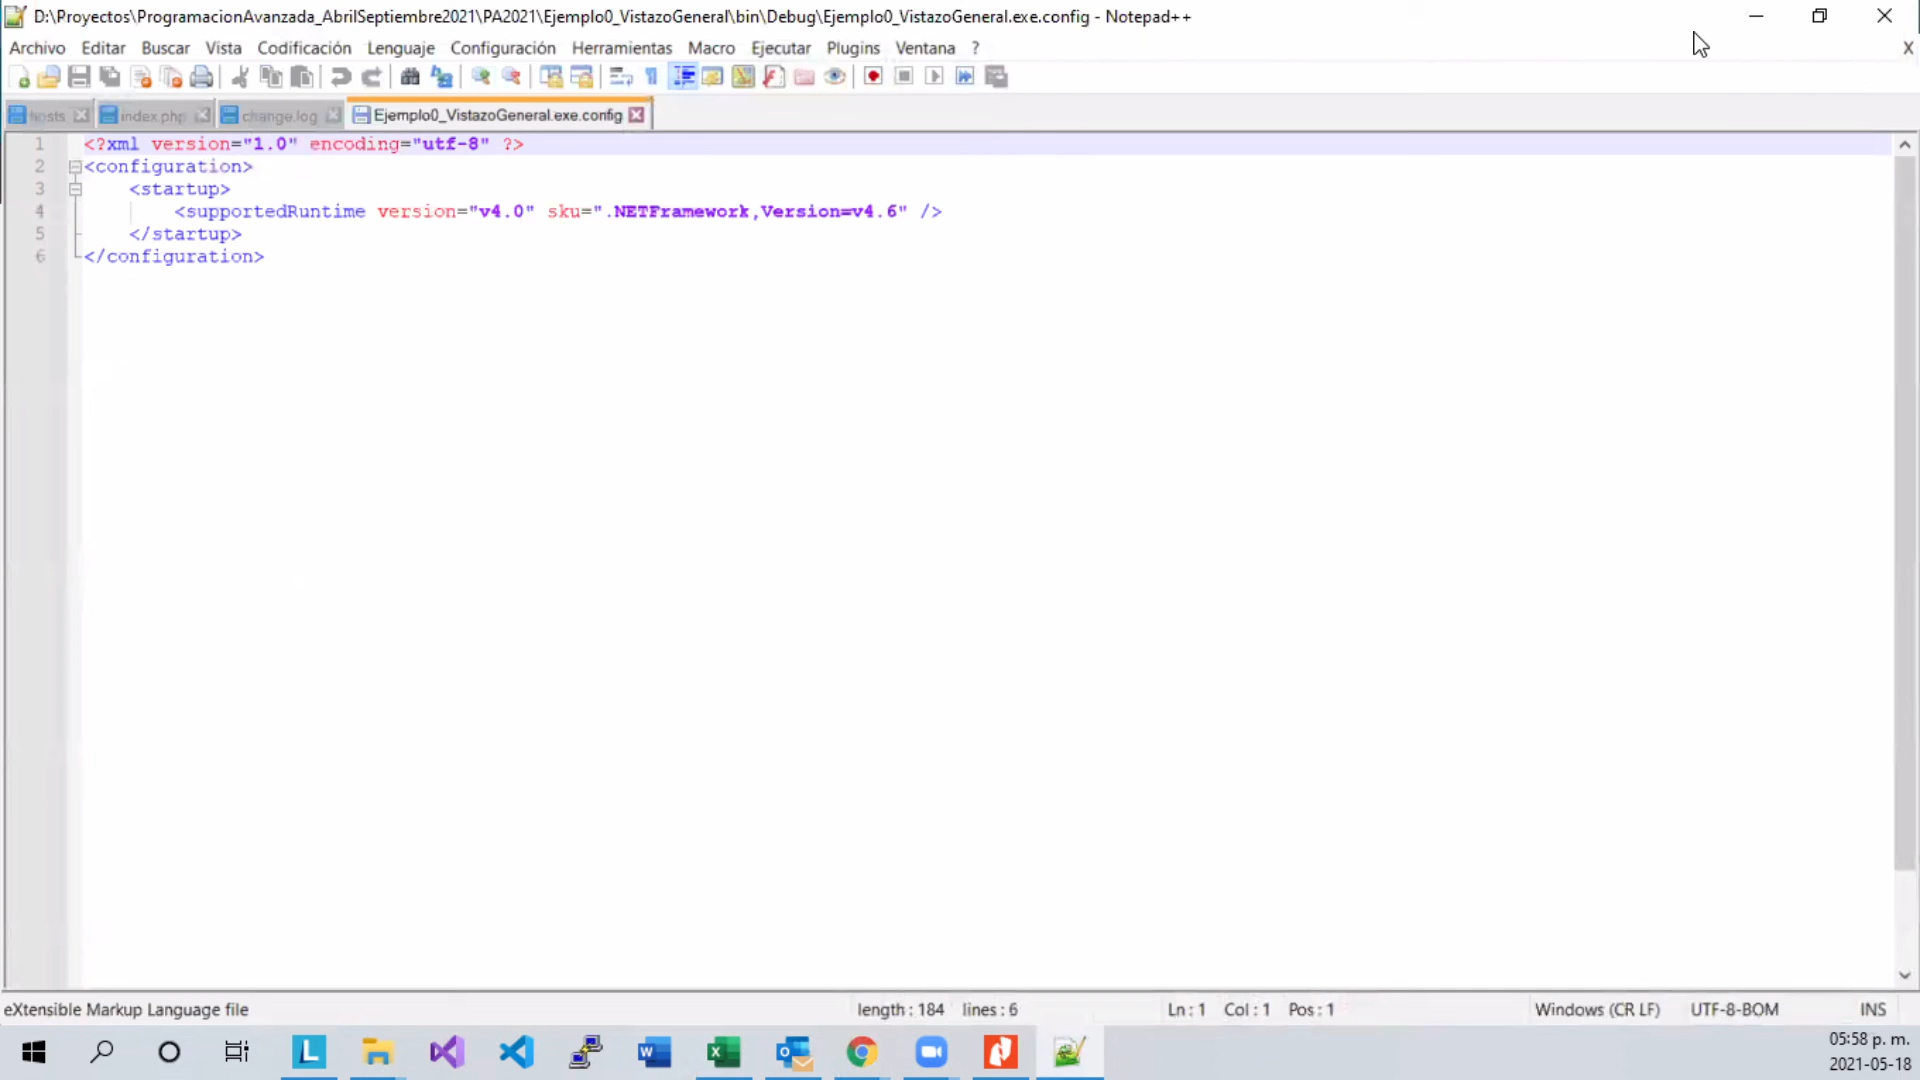 D:\Proyectos\ProgramacionAvanzada_AbrilSeptiembre2021\PA2021\Ejemplo0_VistazoGeneral\bin\Debug\Ejemplo0_VistazoGeneral.exe.config - Notepad++
Archivo Editar Buscar Vista Codificación Lenguaje Configuración Herramientas Macro Ejecutar Plugins Ventana ? X
hosts index.php change.log Ejemplo0_VistazoGeneral.exe.config
1 <?xml version="1.0" encoding="utf-8" ?>
2 <configuration>
3 <startup>
4 <supportedRuntime version="v4.0" sku=".NETFramework,Version=v4.6" />
5 </startup>
6 </configuration>
eXtensible Markup Language file length : 184 lines : 6 Ln : 1 Col : 1 Pos : 1 Windows (CR LF) UTF-8-BOM INS
05:58 p. m.
2021-05-18